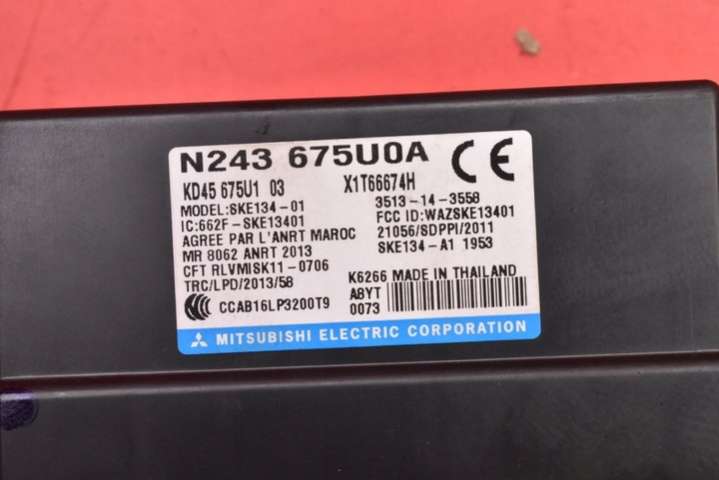 N243 675U0A
KD45 675U1 03 X1T66674H
MODEL:SKE134-01 3513-14-3558
IC:662F-SKE13401 FCC ID:WAZSKE13401
AGREE PAR L'ANRT MAROC 21056/SDPPI/2011
MR 8062 ANRT 2013 SKE134-A1 1953
CFT RLVMISK11-0706
TRC/LPD/2013/58 K6266 MADE IN THAILAND
CCAB16LP3200T9 A8YT
0073
MITSUBISHI ELECTRIC CORPORATION